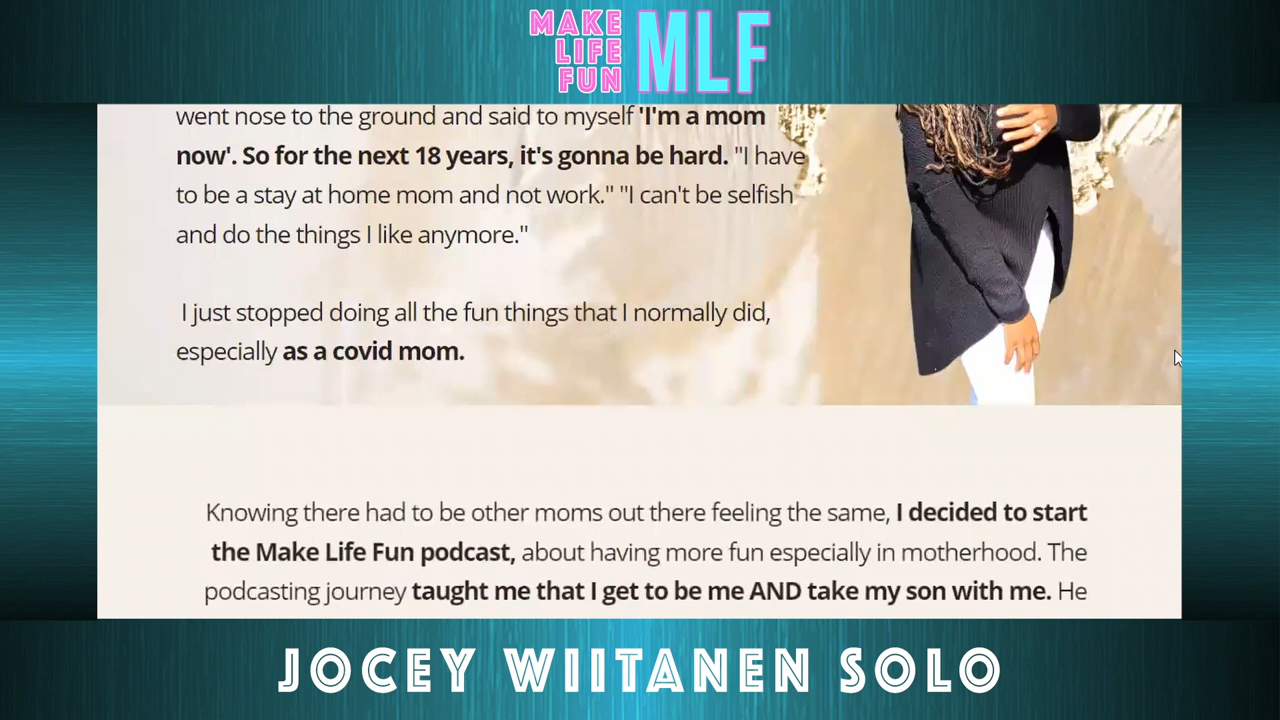 MAKE
LIFE
FUN
MLF
went nose to the ground and said to myself 'I'm a mom
now'. So for the next 18 years, it's gonna be hard. "I have
to be a stay at home mom and not work." "I can't be selfish
and do the things I like anymore."
I just stopped doing all the fun things that I normally did,
especially as a covid mom.
Knowing there had to be other moms out there feeling the same, I decided to start
the Make Life Fun podcast, about having more fun especially in motherhood. The
podcasting journey taught me that I get to be me AND take my son with me. He
JOCEY WIITANEN SOLO